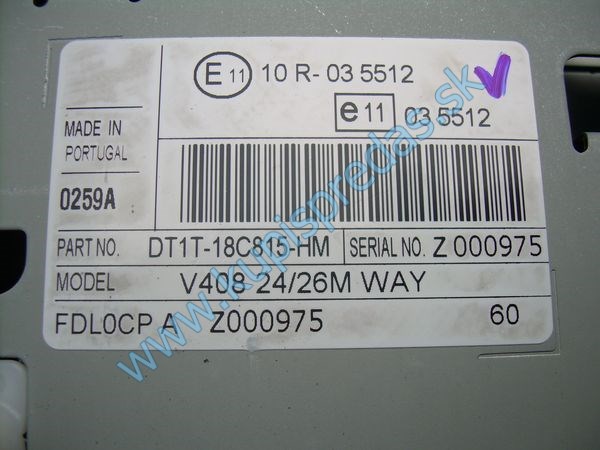 E 11 10 R- 03 5512
e 11 03 5512
MADE IN
PORTUGAL
0259A
PART NO. DT1T-18C815-HM SERIAL NO. Z 000975
MODEL V408 24/26M WAY
FDL0CP A Z000975 60
www.kupispredas.sk